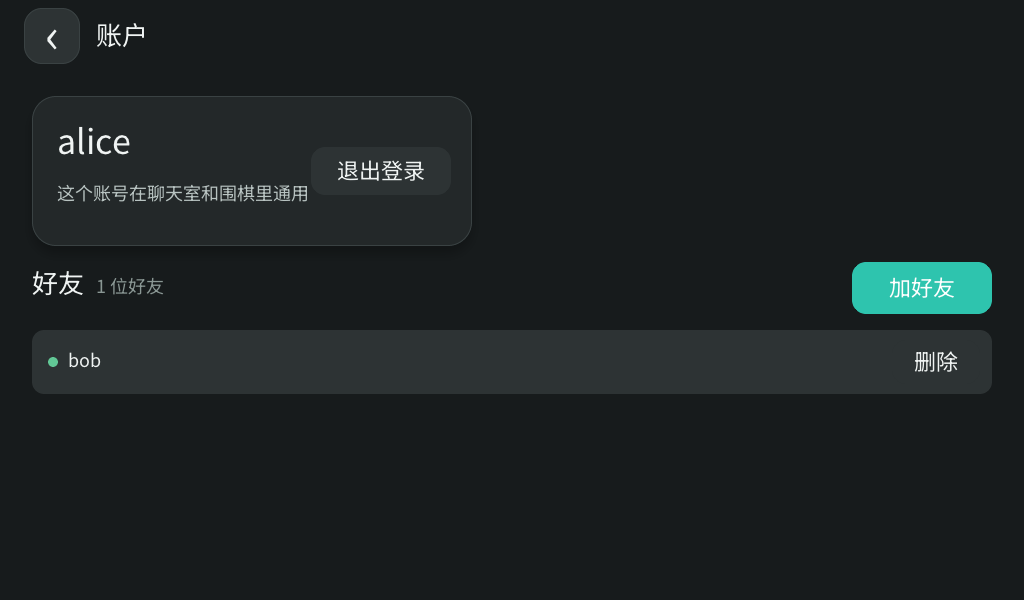 账户
alice
退出登录
这个账号在聊天室和围棋里通用
好友 1 位好友
加好友
bob
删除